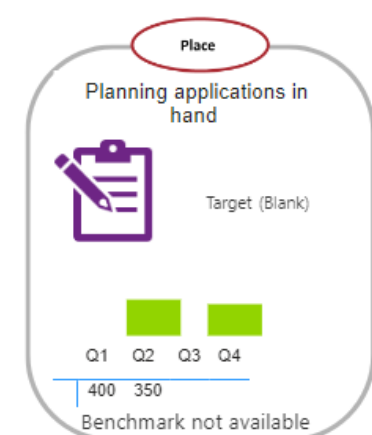 Place
Planning applications in
hand
Target (Blank)
Q1 Q2 Q3 Q4
400 350
Benchmark not available